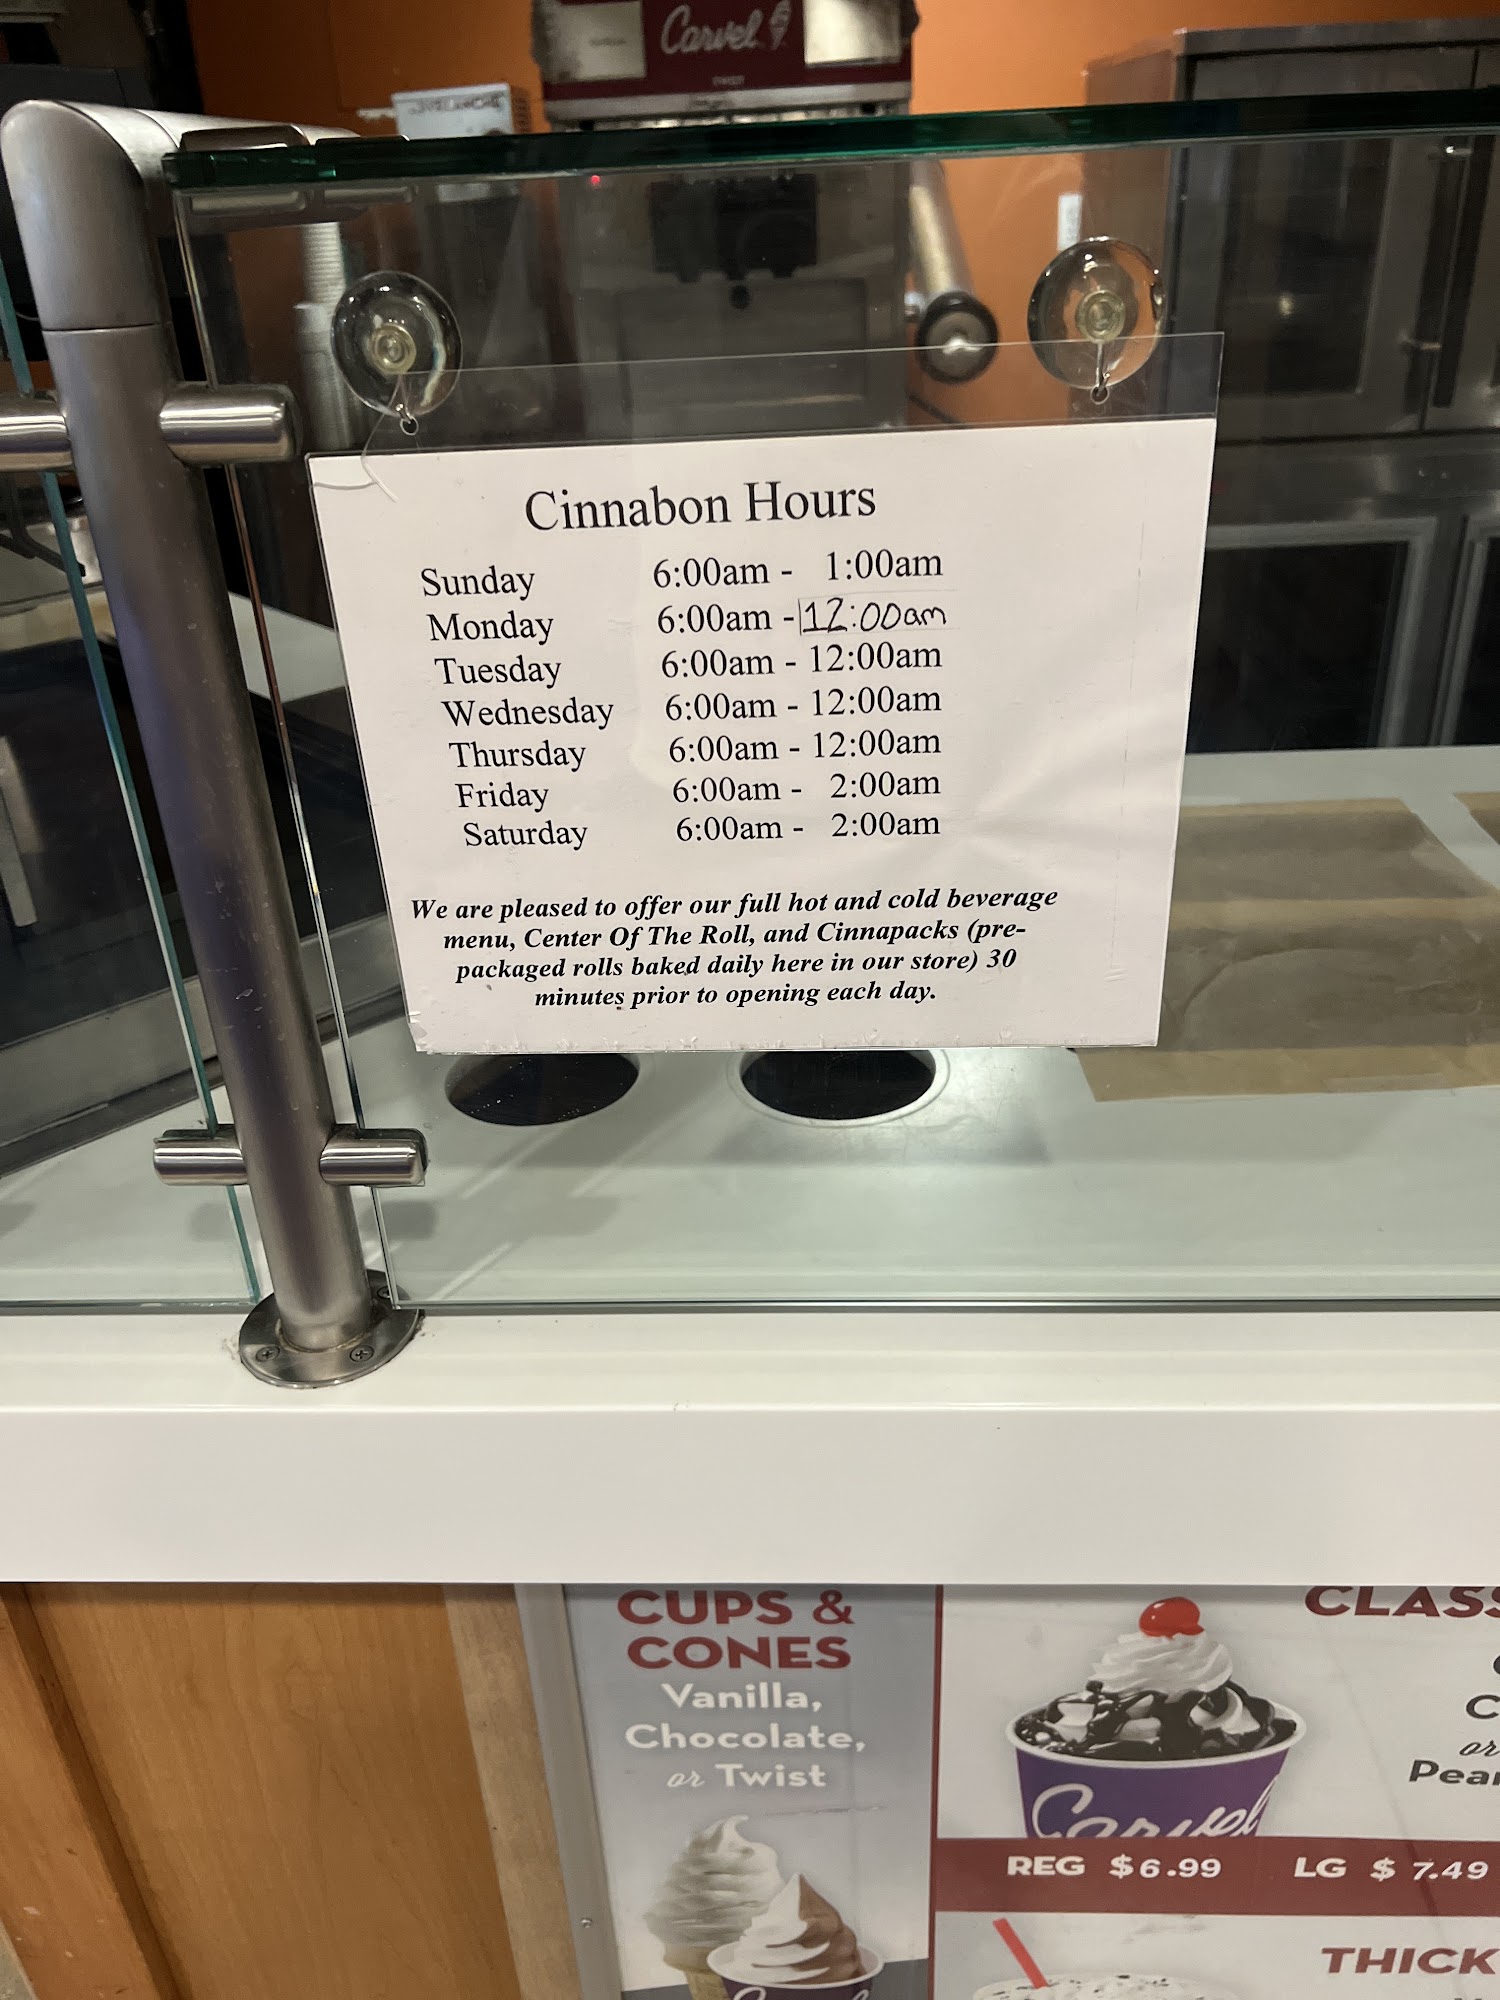 Carvel
TWIST
Cinnabon Hours
Sunday 6:00am - 1:00am
Monday 6:00am - 12:00am
Tuesday 6:00am - 12:00am
Wednesday 6:00am - 12:00am
Thursday 6:00am - 12:00am
Friday 6:00am - 2:00am
Saturday 6:00am - 2:00am
We are pleased to offer our full hot and cold beverage
menu, Center Of The Roll, and Cinnapacks (pre-
packaged rolls baked daily here in our store) 30
minutes prior to opening each day.
CUPS &
CONES
Vanilla,
Chocolate,
or Twist
CLASS
C
or
Pea
Carvel
REG $6.99 LG $ 7.49
THICK